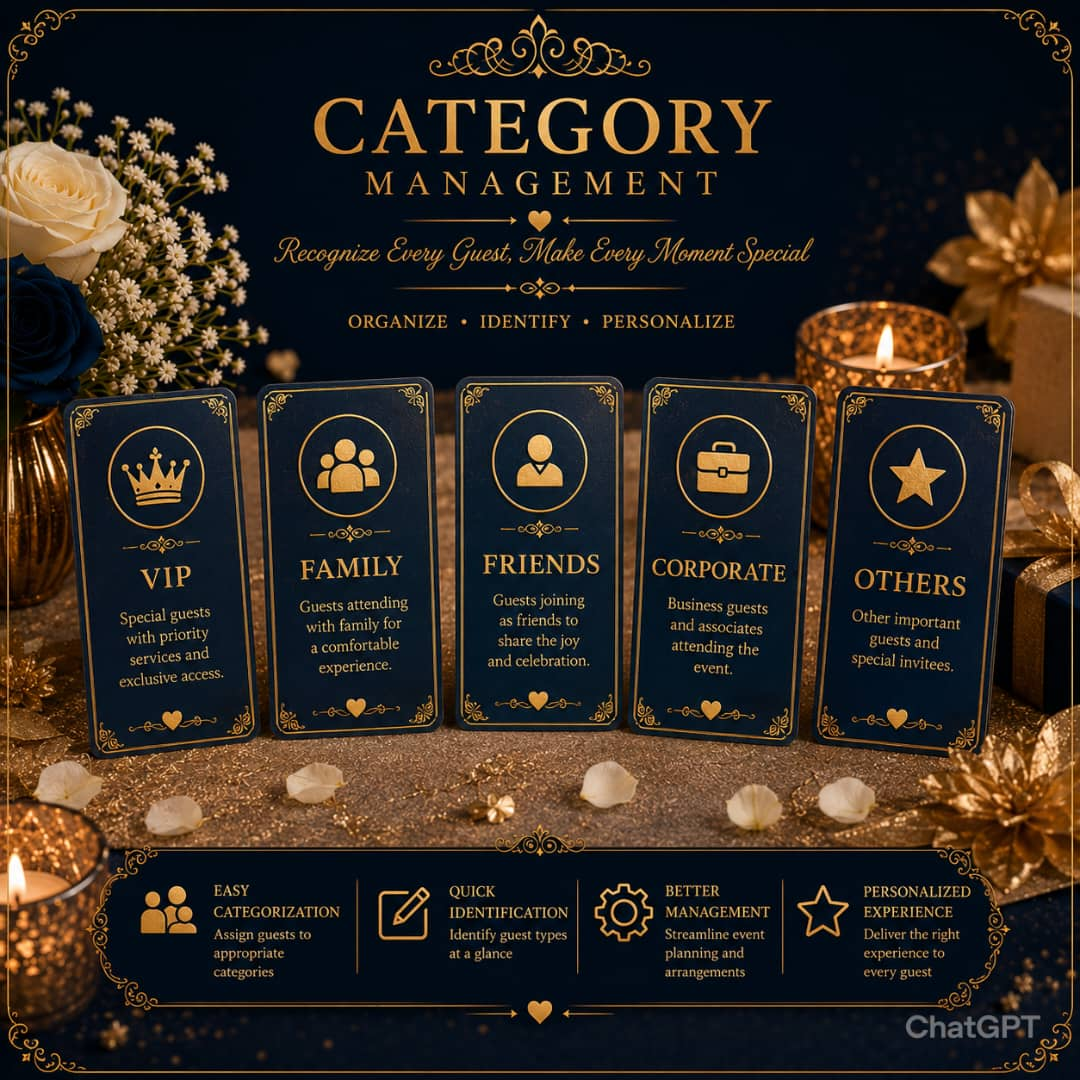 CATEGORY
MANAGEMENT
Recognize Every Guest, Make Every Moment Special
ORGANIZE • IDENTIFY • PERSONALIZE
VIP
Special guests
with priority
services and
exclusive access.
FAMILY
Guests attending
with family for
a comfortable
experience.
FRIENDS
Guests joining
as friends to
share the joy
and celebration.
CORPORATE
Business guests
and associates
attending the
event.
OTHERS
Other important
guests and
special invitees.
EASY
CATEGORIZATION
Assign guests to
appropriate
categories
QUICK
IDENTIFICATION
Identify guest types
at a glance
BETTER
MANAGEMENT
Streamline event
planning and
arrangements
PERSONALIZED
EXPERIENCE
Deliver the right
experience to
every guest
ChatGPT